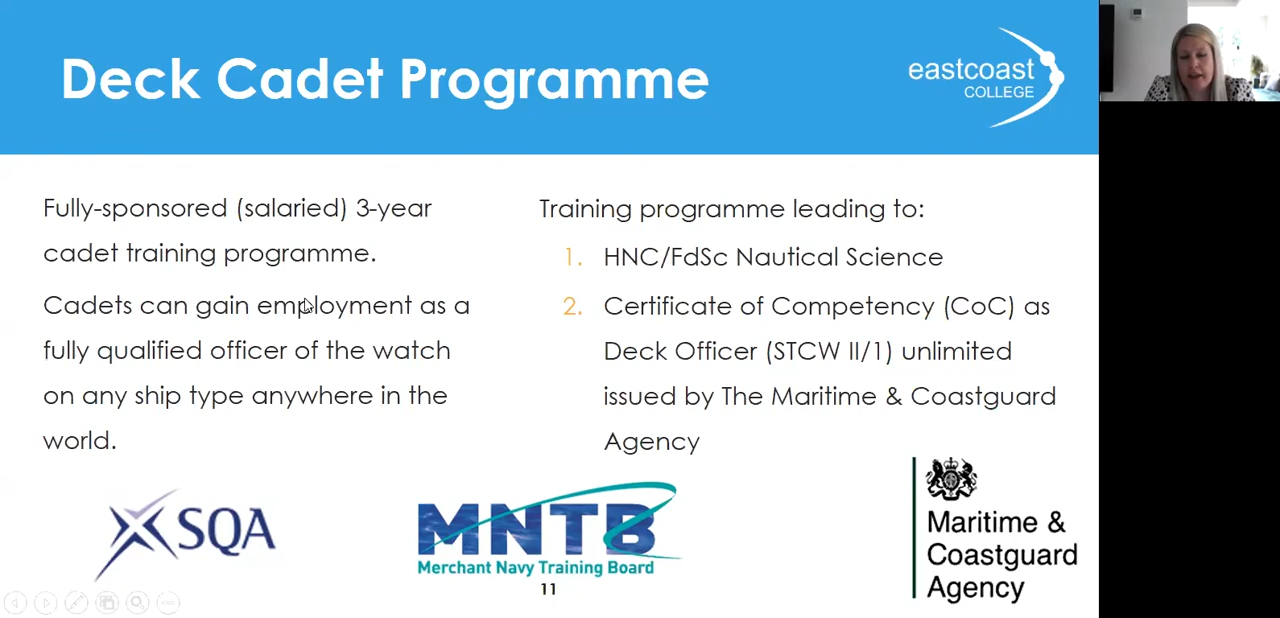 Deck Cadet Programme
eastcoast
COLLEGE
Fully-sponsored (salaried) 3-year
cadet training programme.
Cadets can gain employment as a
fully qualified officer of the watch
on any ship type anywhere in the
world.
Training programme leading to:
1. HNC/FdSc Nautical Science
2. Certificate of Competency (CoC) as
Deck Officer (STCW II/1) unlimited
issued by The Maritime & Coastguard
Agency
SQA
MNTB
Merchant Navy Training Board
11
Maritime &
Coastguard
Agency